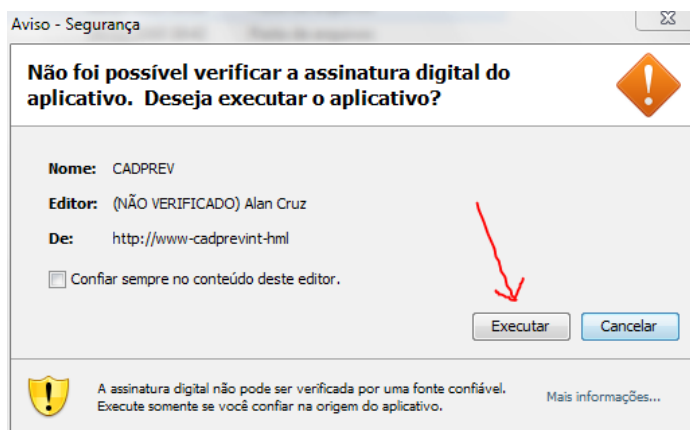 Aviso - Segurança
Não foi possível verificar a assinatura digital do
aplicativo. Deseja executar o aplicativo?
Nome: CADPREV
Editor: (NÃO VERIFICADO) Alan Cruz
De: http://www-cadprevint-hml
Confiar sempre no conteúdo deste editor.
Executar Cancelar
A assinatura digital não pode ser verificada por uma fonte confiável.
Execute somente se você confiar na origem do aplicativo.
Mais informações...